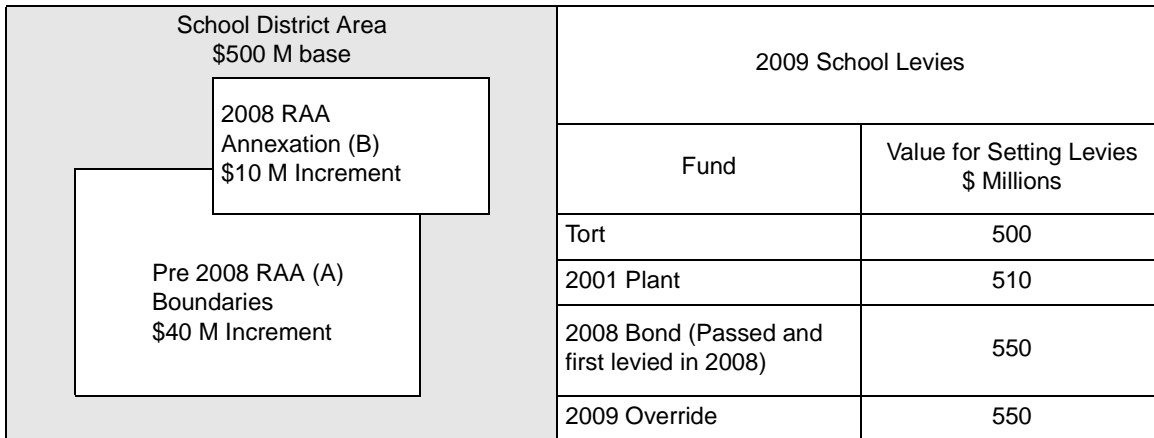 School District Area
$500 M base
2008 RAA
Annexation (B)
$10 M Increment
Pre 2008 RAA (A)
Boundaries
$40 M Increment
2009 School Levies
Fund
Value for Setting Levies
$ Millions
Tort
500
2001 Plant
510
2008 Bond (Passed and
first levied in 2008)
550
2009 Override
550